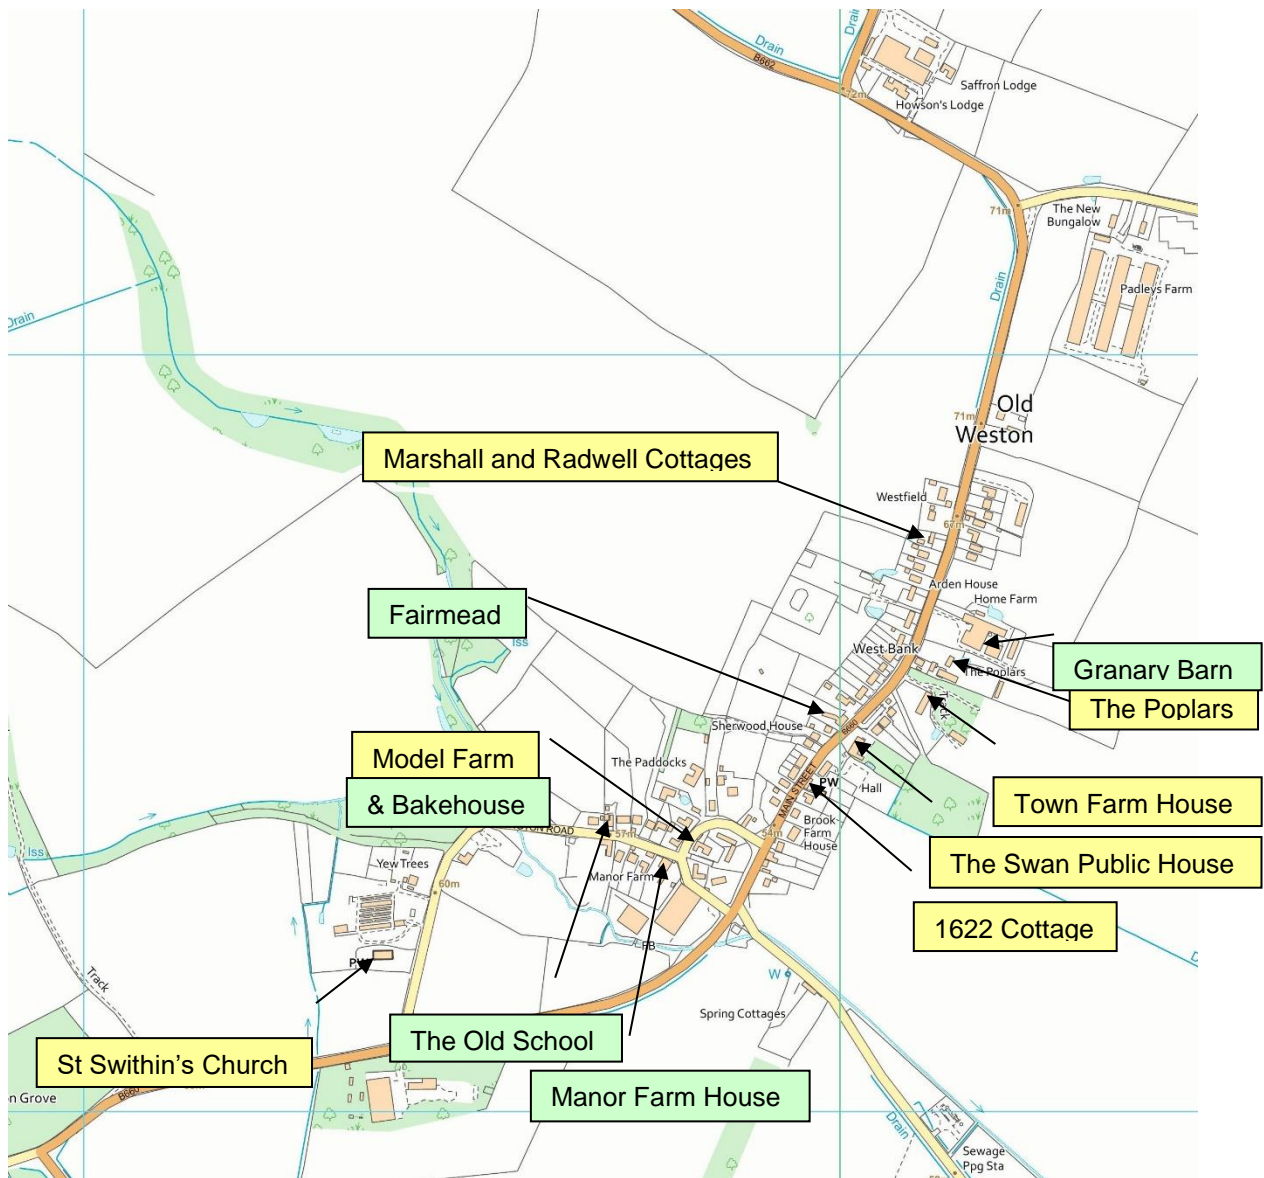 Drain
Drain
B662
Saffron Lodge
72m
Howson's Lodge
71m
The New
Bungalow
Drain
Padleys Farm
Drain
71m
Old
Weston
Marshall and Radwell Cottages
Westfield
67m
Arden House
Home Farm
Fairmead
Iss
West Bank
Granary Barn
The Poplars
The Poplars
Track
Sherwood House
B660
Model Farm
The Paddocks
& Bakehouse
MAIN STREET
PW
Hall
Town Farm House
57m
54m
Brook
Farm
House
The Swan Public House
Iss
Yew Trees
60m
Manor Farm
1622 Cottage
FB
PW
Track
W
Spring Cottages
The Old School
St Swithin's Church
Manor Farm House
n Grove
B660
Drain
Sewage
Ppg Sta